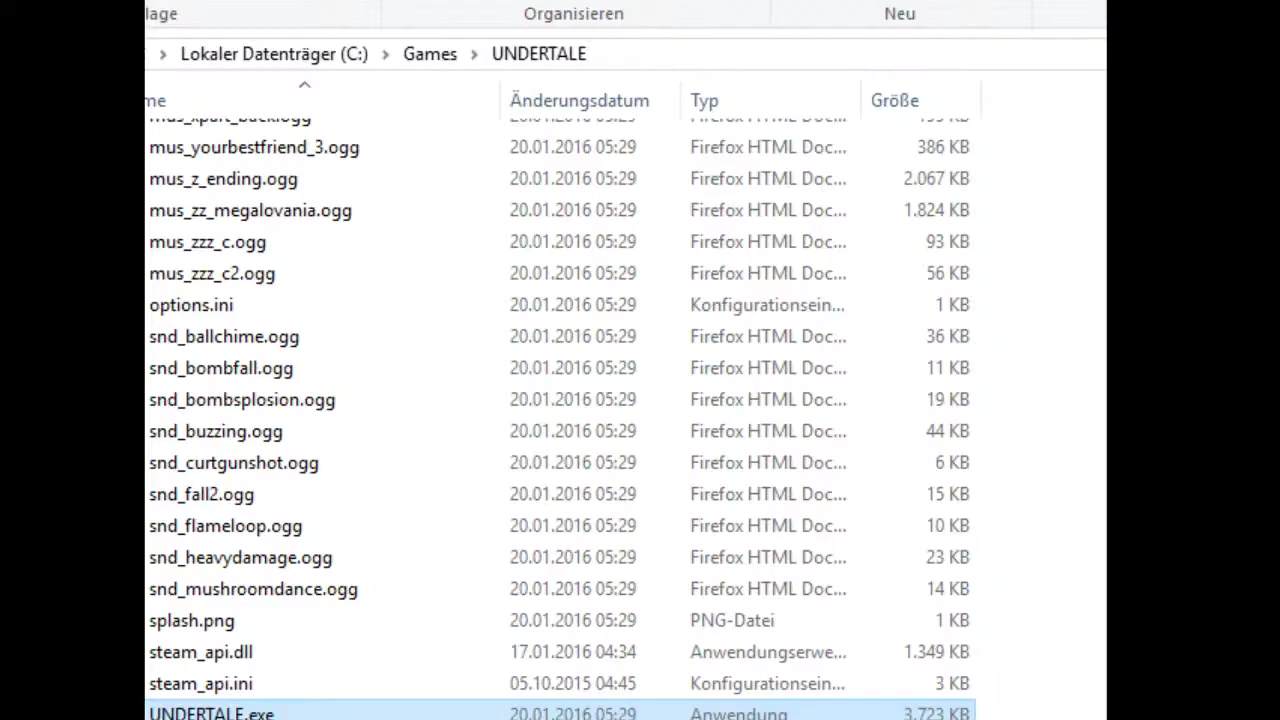 lage Organisieren Neu
Lokaler Datenträger (C:) > Games > UNDERTALE
me Änderungsdatum Typ Größe
mus_yourbestfriend_3.ogg 20.01.2016 05:29 Firefox HTML Doc... 386 KB
mus_z_ending.ogg 20.01.2016 05:29 Firefox HTML Doc... 2.067 KB
mus_zz_megalovania.ogg 20.01.2016 05:29 Firefox HTML Doc... 1.824 KB
mus_zzz_c.ogg 20.01.2016 05:29 Firefox HTML Doc... 93 KB
mus_zzz_c2.ogg 20.01.2016 05:29 Firefox HTML Doc... 56 KB
options.ini 20.01.2016 05:29 Konfigurationsein... 1 KB
snd_ballchime.ogg 20.01.2016 05:29 Firefox HTML Doc... 36 KB
snd_bombfall.ogg 20.01.2016 05:29 Firefox HTML Doc... 11 KB
snd_bombsplosion.ogg 20.01.2016 05:29 Firefox HTML Doc... 19 KB
snd_buzzing.ogg 20.01.2016 05:29 Firefox HTML Doc... 44 KB
snd_curtgunshot.ogg 20.01.2016 05:29 Firefox HTML Doc... 6 KB
snd_fall2.ogg 20.01.2016 05:29 Firefox HTML Doc... 15 KB
snd_flameloop.ogg 20.01.2016 05:29 Firefox HTML Doc... 10 KB
snd_heavydamage.ogg 20.01.2016 05:29 Firefox HTML Doc... 23 KB
snd_mushroomdance.ogg 20.01.2016 05:29 Firefox HTML Doc... 14 KB
splash.png 20.01.2016 05:29 PNG-Datei 1 KB
steam_api.dll 17.01.2016 04:34 Anwendungserwe... 1.349 KB
steam_api.ini 05.10.2015 04:45 Konfigurationsein... 3 KB
UNDERTALE.exe 20.01.2016 05:29 Anwendung 3.723 KB